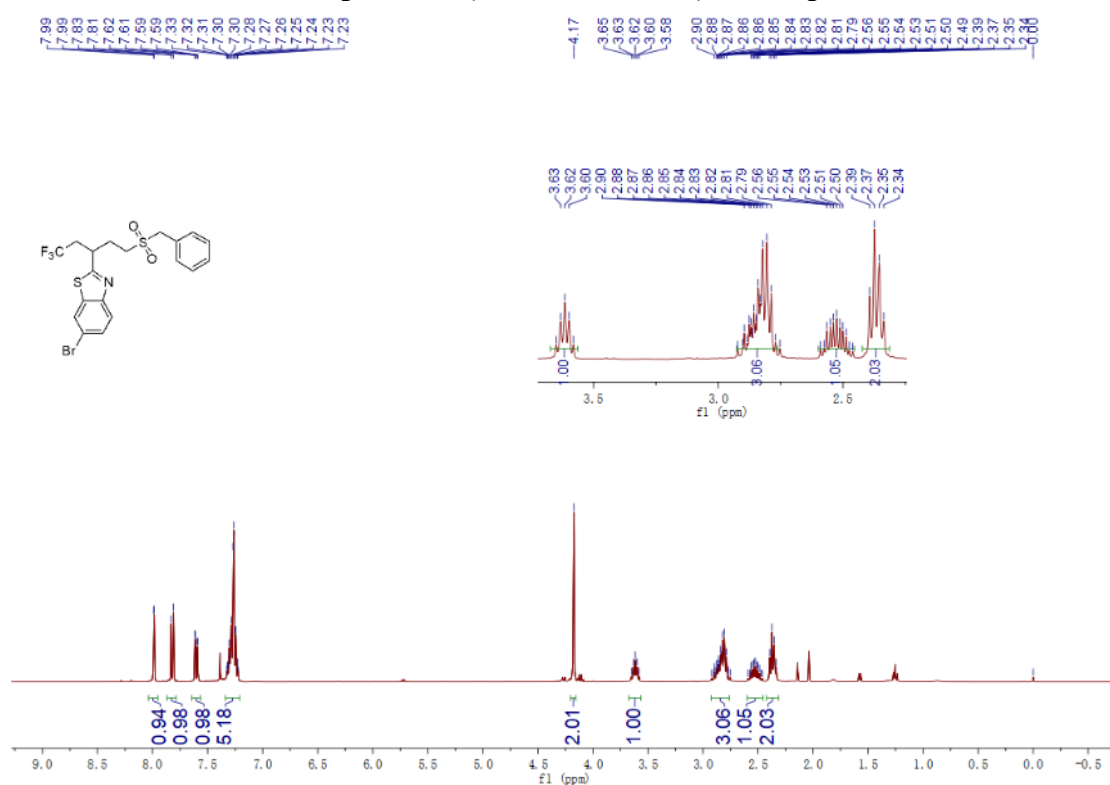 7.99 7.99 7.83 7.81 7.62 7.61 7.59 7.59 7.33 7.32 7.31 7.30 7.30 7.28 7.27 7.26 7.25 7.24 7.23 7.23
4.17 3.65 3.63 3.62 3.60 3.58
2.90 2.88 2.87 2.86 2.86 2.85 2.84 2.83 2.82 2.81 2.79 2.56 2.55 2.54 2.53 2.51 2.50 2.49 2.39 2.37 2.35 2.34 0.00
3.63 3.62 3.60 2.90 2.88 2.87 2.86 2.85 2.84 2.83 2.82 2.81 2.79 2.56 2.55 2.54 2.53 2.51 2.50 2.39 2.37 2.35 2.34
F3C
S
O
O
S
N
Br
1.00 3.06 1.05 2.03
3.5 3.0 2.5
f1 (ppm)
0.94 0.98 0.98 5.18 2.01 1.00 3.06 1.05 2.03
9.0 8.5 8.0 7.5 7.0 6.5 6.0 5.5 5.0 4.5 4.0 3.5 3.0 2.5 2.0 1.5 1.0 0.5 0.0 -0.5
f1 (ppm)